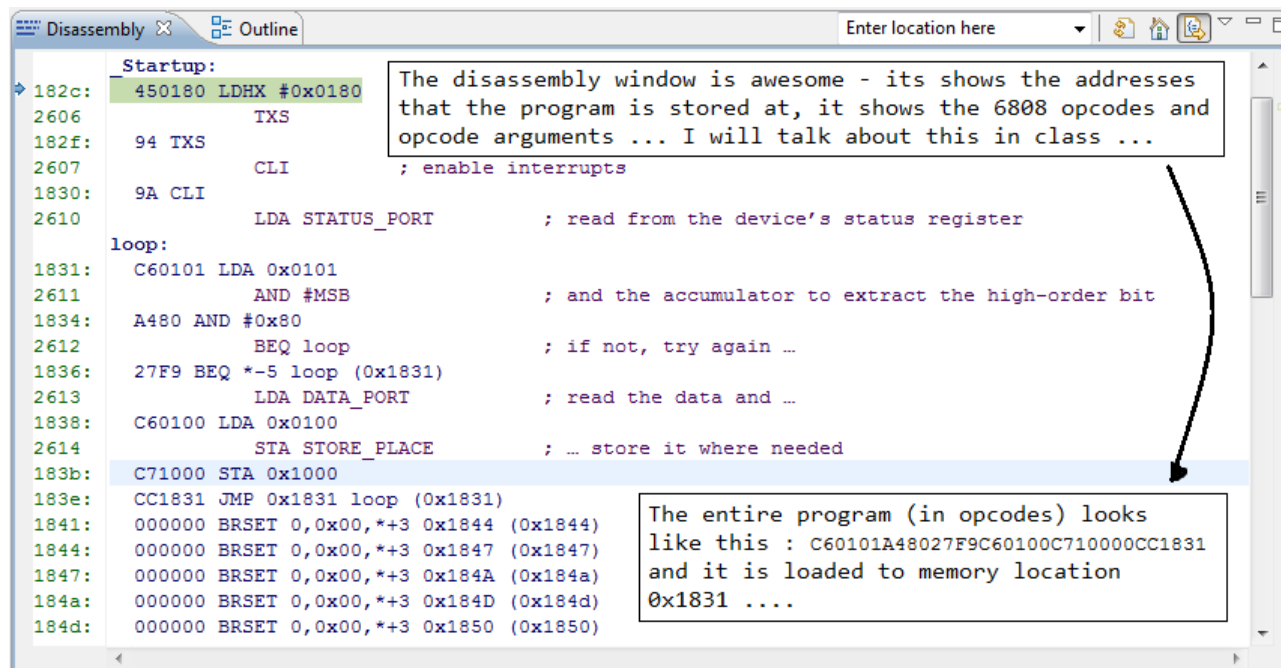 Disassembly Outline Enter location here
_Startup:
182c: 450180 LDHX #0x0180
2606 TXS
182f: 94 TXS
2607 CLI ; enable interrupts
1830: 9A CLI
2610 LDA STATUS_PORT ; read from the device’s status register
loop:
1831: C60101 LDA 0x0101
2611 AND #MSB ; and the accumulator to extract the high-order bit
1834: A480 AND #0x80
2612 BEQ loop ; if not, try again …
1836: 27F9 BEQ *-5 loop (0x1831)
2613 LDA DATA_PORT ; read the data and …
1838: C60100 LDA 0x0100
2614 STA STORE_PLACE ; … store it where needed
183b: C71000 STA 0x1000
183e: CC1831 JMP 0x1831 loop (0x1831)
1841: 000000 BRSET 0,0x00,*+3 0x1844 (0x1844)
1844: 000000 BRSET 0,0x00,*+3 0x1847 (0x1847)
1847: 000000 BRSET 0,0x00,*+3 0x184A (0x184a)
184a: 000000 BRSET 0,0x00,*+3 0x184D (0x184d)
184d: 000000 BRSET 0,0x00,*+3 0x1850 (0x1850)
The disassembly window is awesome - its shows the addresses
that the program is stored at, it shows the 6808 opcodes and
opcode arguments ... I will talk about this in class ...
The entire program (in opcodes) looks
like this : C60101A48027F9C60100C710000CC1831
and it is loaded to memory location
0x1831 ....